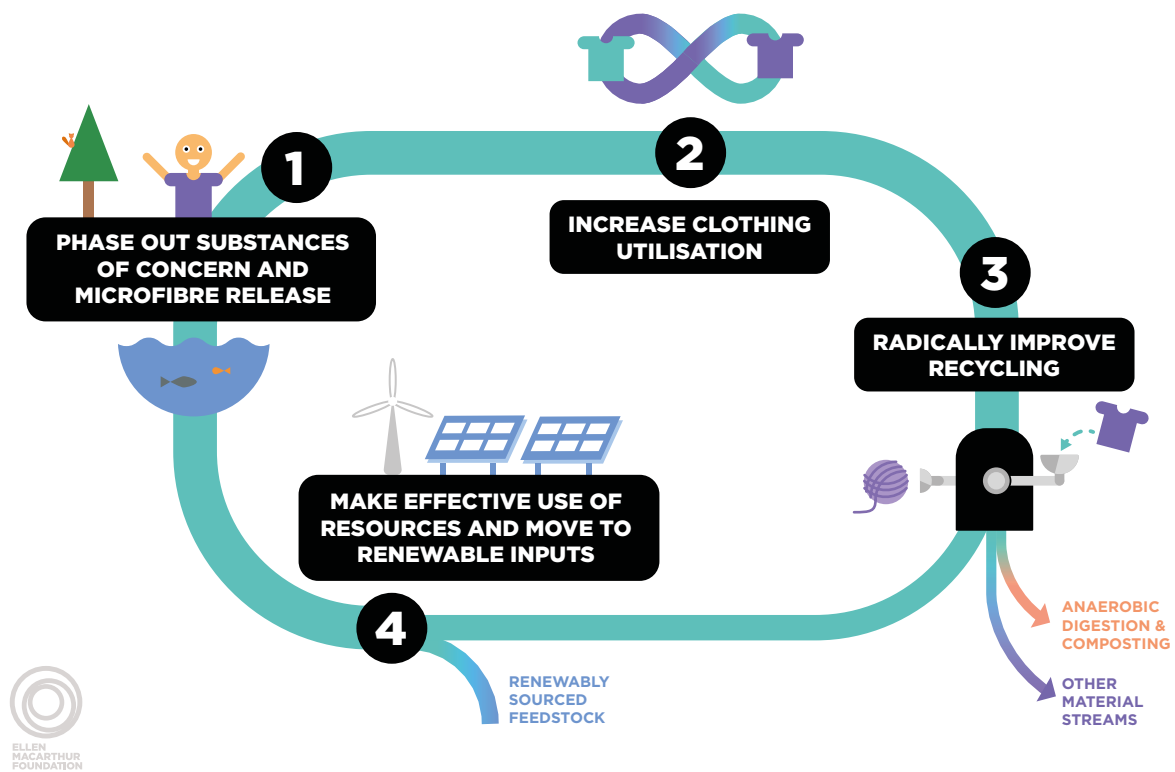 1
PHASE OUT SUBSTANCES
OF CONCERN AND
MICROFIBRE RELEASE
2
INCREASE CLOTHING
UTILISATION
3
RADICALLY IMPROVE
RECYCLING
MAKE EFFECTIVE USE OF
RESOURCES AND MOVE TO
RENEWABLE INPUTS
4
RENEWABLY
SOURCED
FEEDSTOCK
ANAEROBIC
DIGESTION &
COMPOSTING
OTHER
MATERIAL
STREAMS
ELLEN
MACARTHUR
FOUNDATION